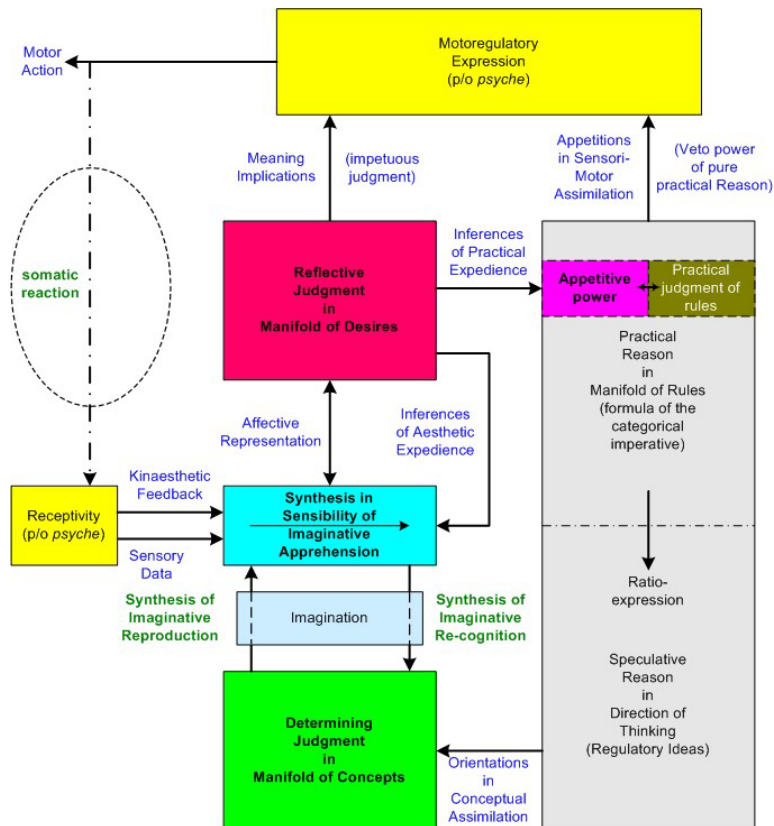 Motoregulatory
Expression
(p/o psyche)
Motor
Action
Meaning
Implications
(impetuous
judgment)
Appetitions
in Sensori-
Motor
Assimilation
(Veto power
of pure
practical Reason)
somatic
reaction
Reflective
Judgment
in
Manifold of Desires
Inferences
of Practical
Expedience
Appetitive
power
Practical
judgment of
rules
Practical
Reason
in
Manifold of Rules
(formula of the
categorical
imperative)
Affective
Representation
Inferences
of Aesthetic
Expedience
Kinaesthetic
Feedback
Receptivity
(p/o psyche)
Sensory
Data
Synthesis in
Sensibility of
Imaginative
Apprehension
Synthesis of
Imaginative
Reproduction
Imagination
Synthesis of
Imaginative
Re-cognition
Ratio-
expression
Speculative
Reason
in
Direction of
Thinking
(Regulatory Ideas)
Determining
Judgment
in
Manifold of Concepts
Orientations
in
Conceptual
Assimilation